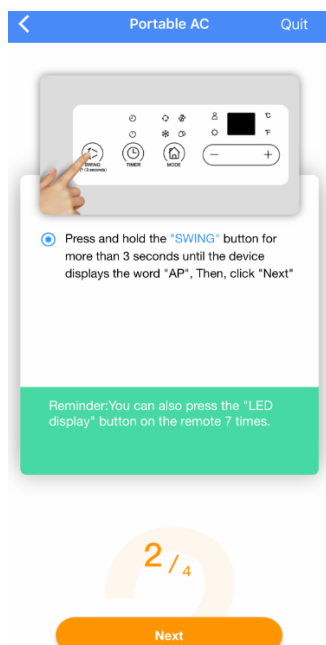 Portable AC Quit
°C
°F
SWING TIMER MODE
(3 seconds)
− +
Press and hold the "SWING" button for
more than 3 seconds until the device
displays the word "AP", Then, click "Next"
Reminder:You can also press the "LED
display" button on the remote 7 times.
2/4
Next